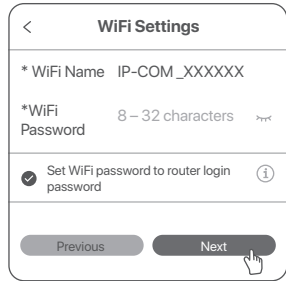 WiFi Settings
* WiFi Name IP-COM _XXXXXX
*WiFi
Password 8 – 32 characters
Set WiFi password to router login
password
Previous Next